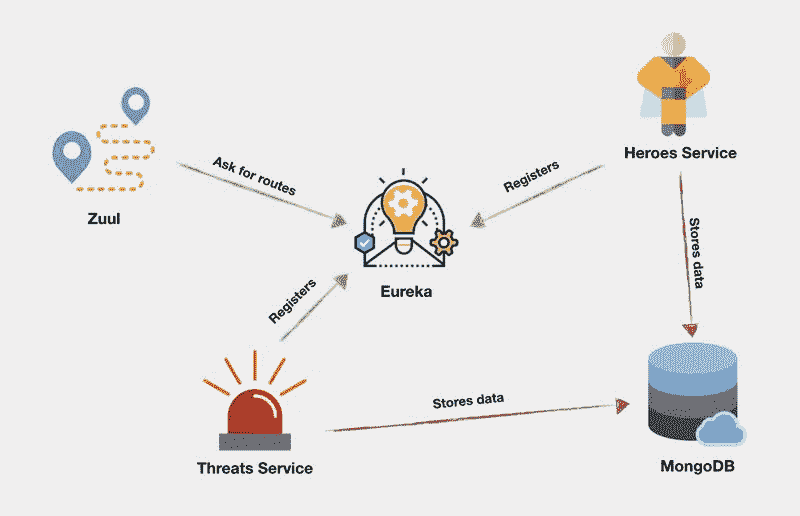 Heroes Service
Ask for routes
Registers
Zuul
Stores data
Eureka
Registers
Stores data
Threats Service
MongoDB